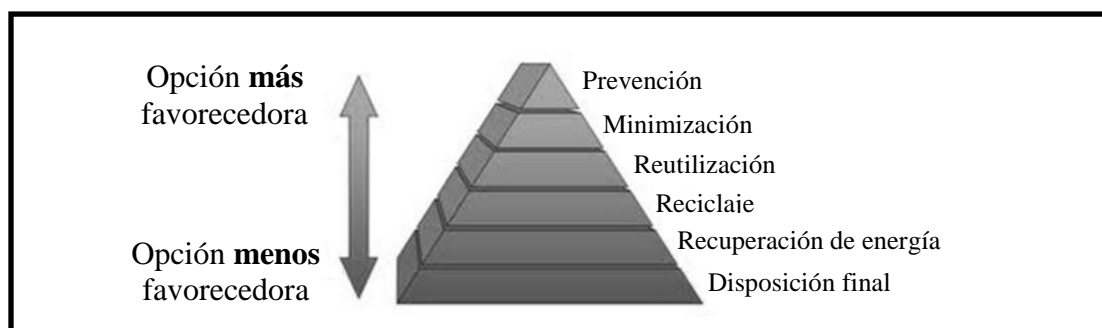 Opción más
favorecedora
Prevención
Minimización
Reutilización
Reciclaje
Recuperación de energía
Opción menos
favorecedora
Disposición final